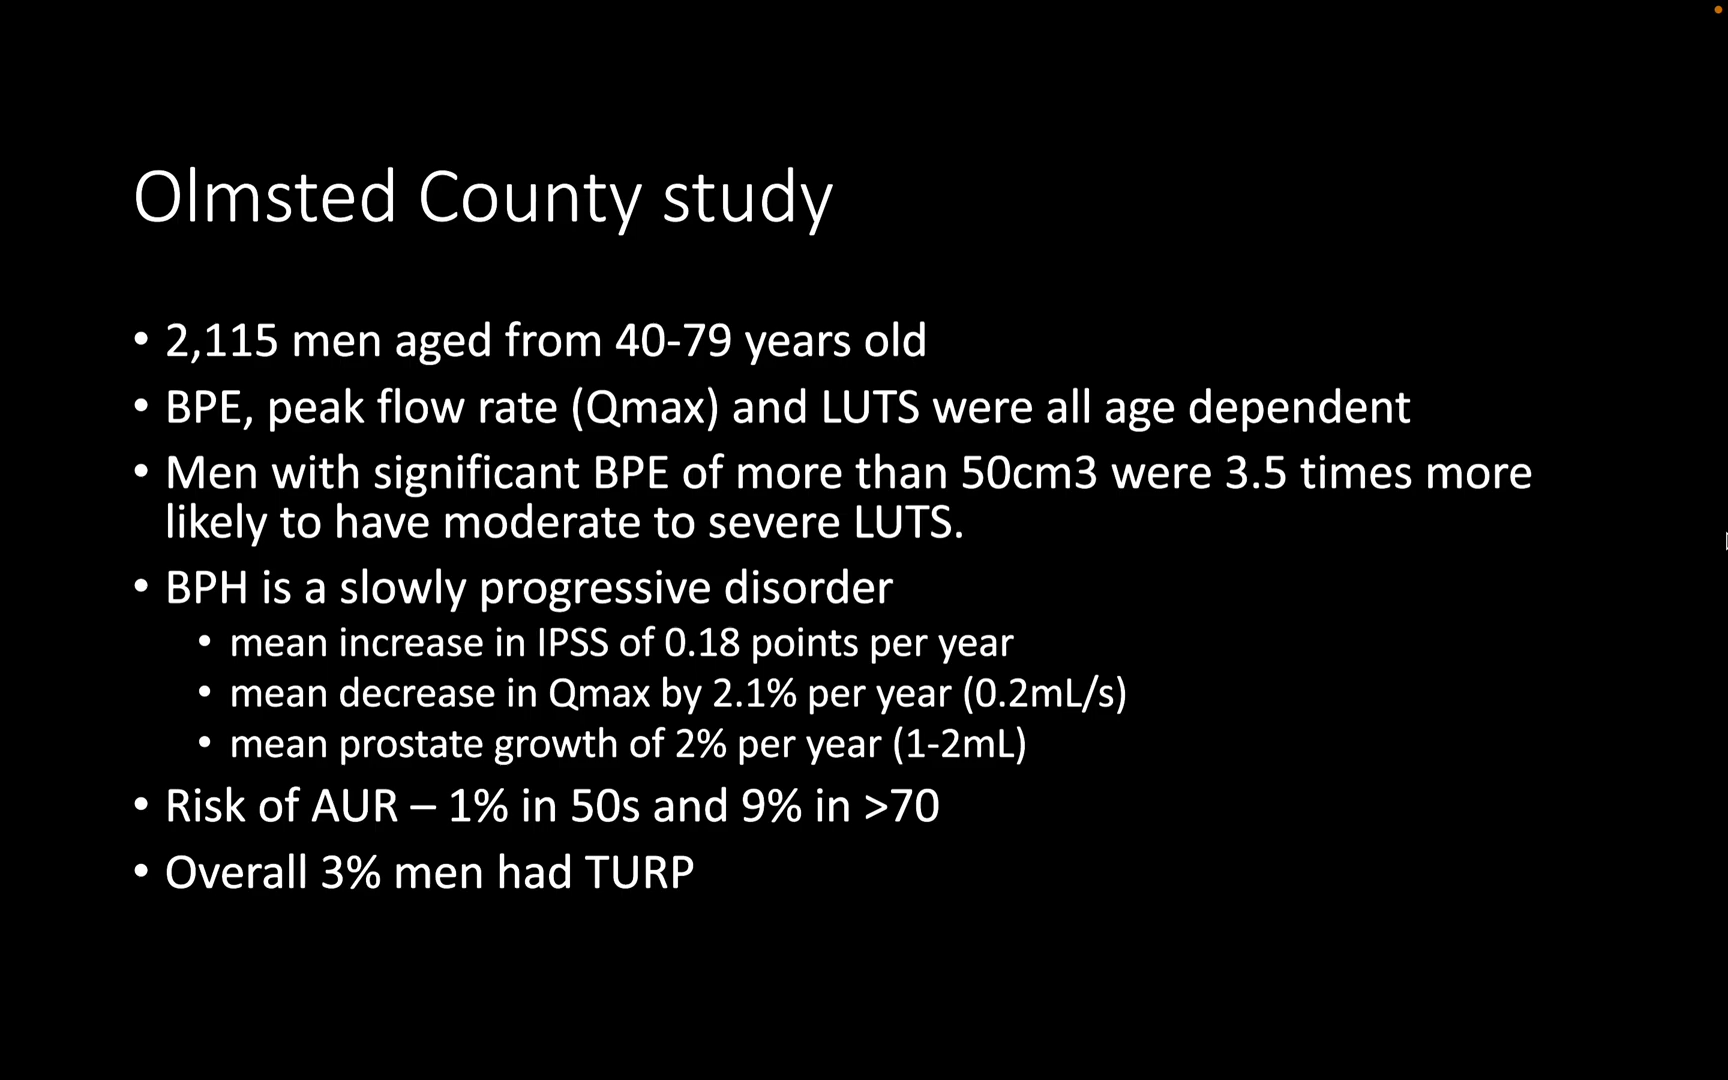 Olmsted County study
• 2,115 men aged from 40-79 years old
• BPE, peak flow rate (Qmax) and LUTS were all age dependent
• Men with significant BPE of more than 50cm3 were 3.5 times more
likely to have moderate to severe LUTS.
• BPH is a slowly progressive disorder
• mean increase in IPSS of 0.18 points per year
• mean decrease in Qmax by 2.1% per year (0.2mL/s)
• mean prostate growth of 2% per year (1-2mL)
• Risk of AUR – 1% in 50s and 9% in >70
• Overall 3% men had TURP